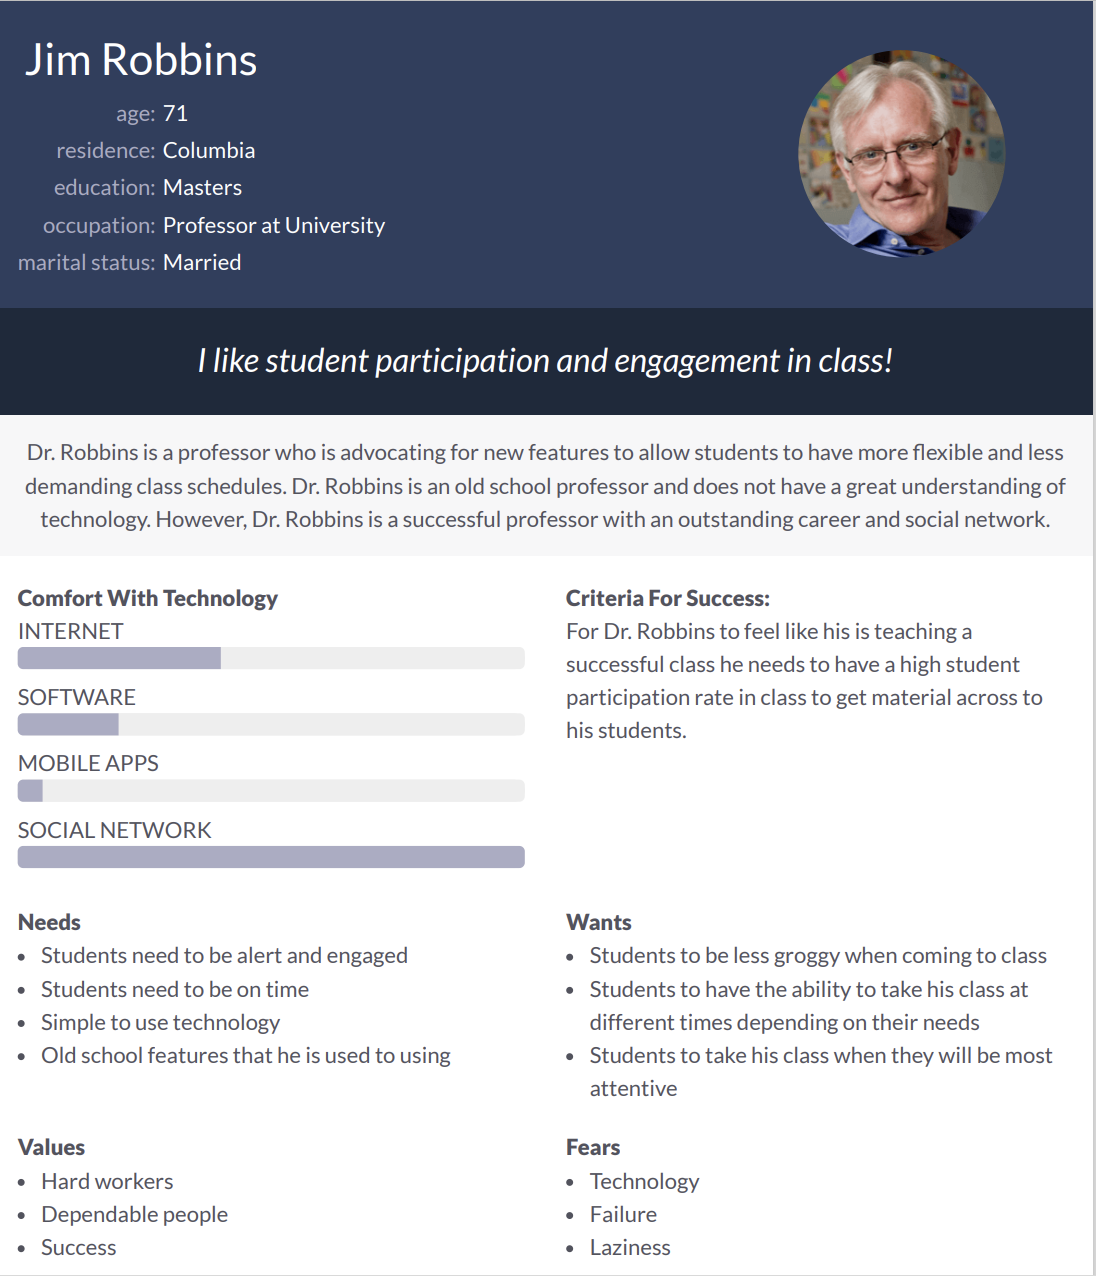 Jim Robbins
age: 71
residence: Columbia
education: Masters
occupation: Professor at University
marital status: Married
I like student participation and engagement in class!
Dr. Robbins is a professor who is advocating for new features to allow students to have more flexible and less
demanding class schedules. Dr. Robbins is an old school professor and does not have a great understanding of
technology. However, Dr. Robbins is a successful professor with an outstanding career and social network.
Comfort With Technology
INTERNET
SOFTWARE
MOBILE APPS
SOCIAL NETWORK
Criteria For Success:
For Dr. Robbins to feel like his is teaching a
successful class he needs to have a high student
participation rate in class to get material across to
his students.
Needs
• Students need to be alert and engaged
• Students need to be on time
• Simple to use technology
• Old school features that he is used to using
Wants
• Students to be less groggy when coming to class
• Students to have the ability to take his class at
different times depending on their needs
• Students to take his class when they will be most
attentive
Values
• Hard workers
• Dependable people
• Success
Fears
• Technology
• Failure
• Laziness